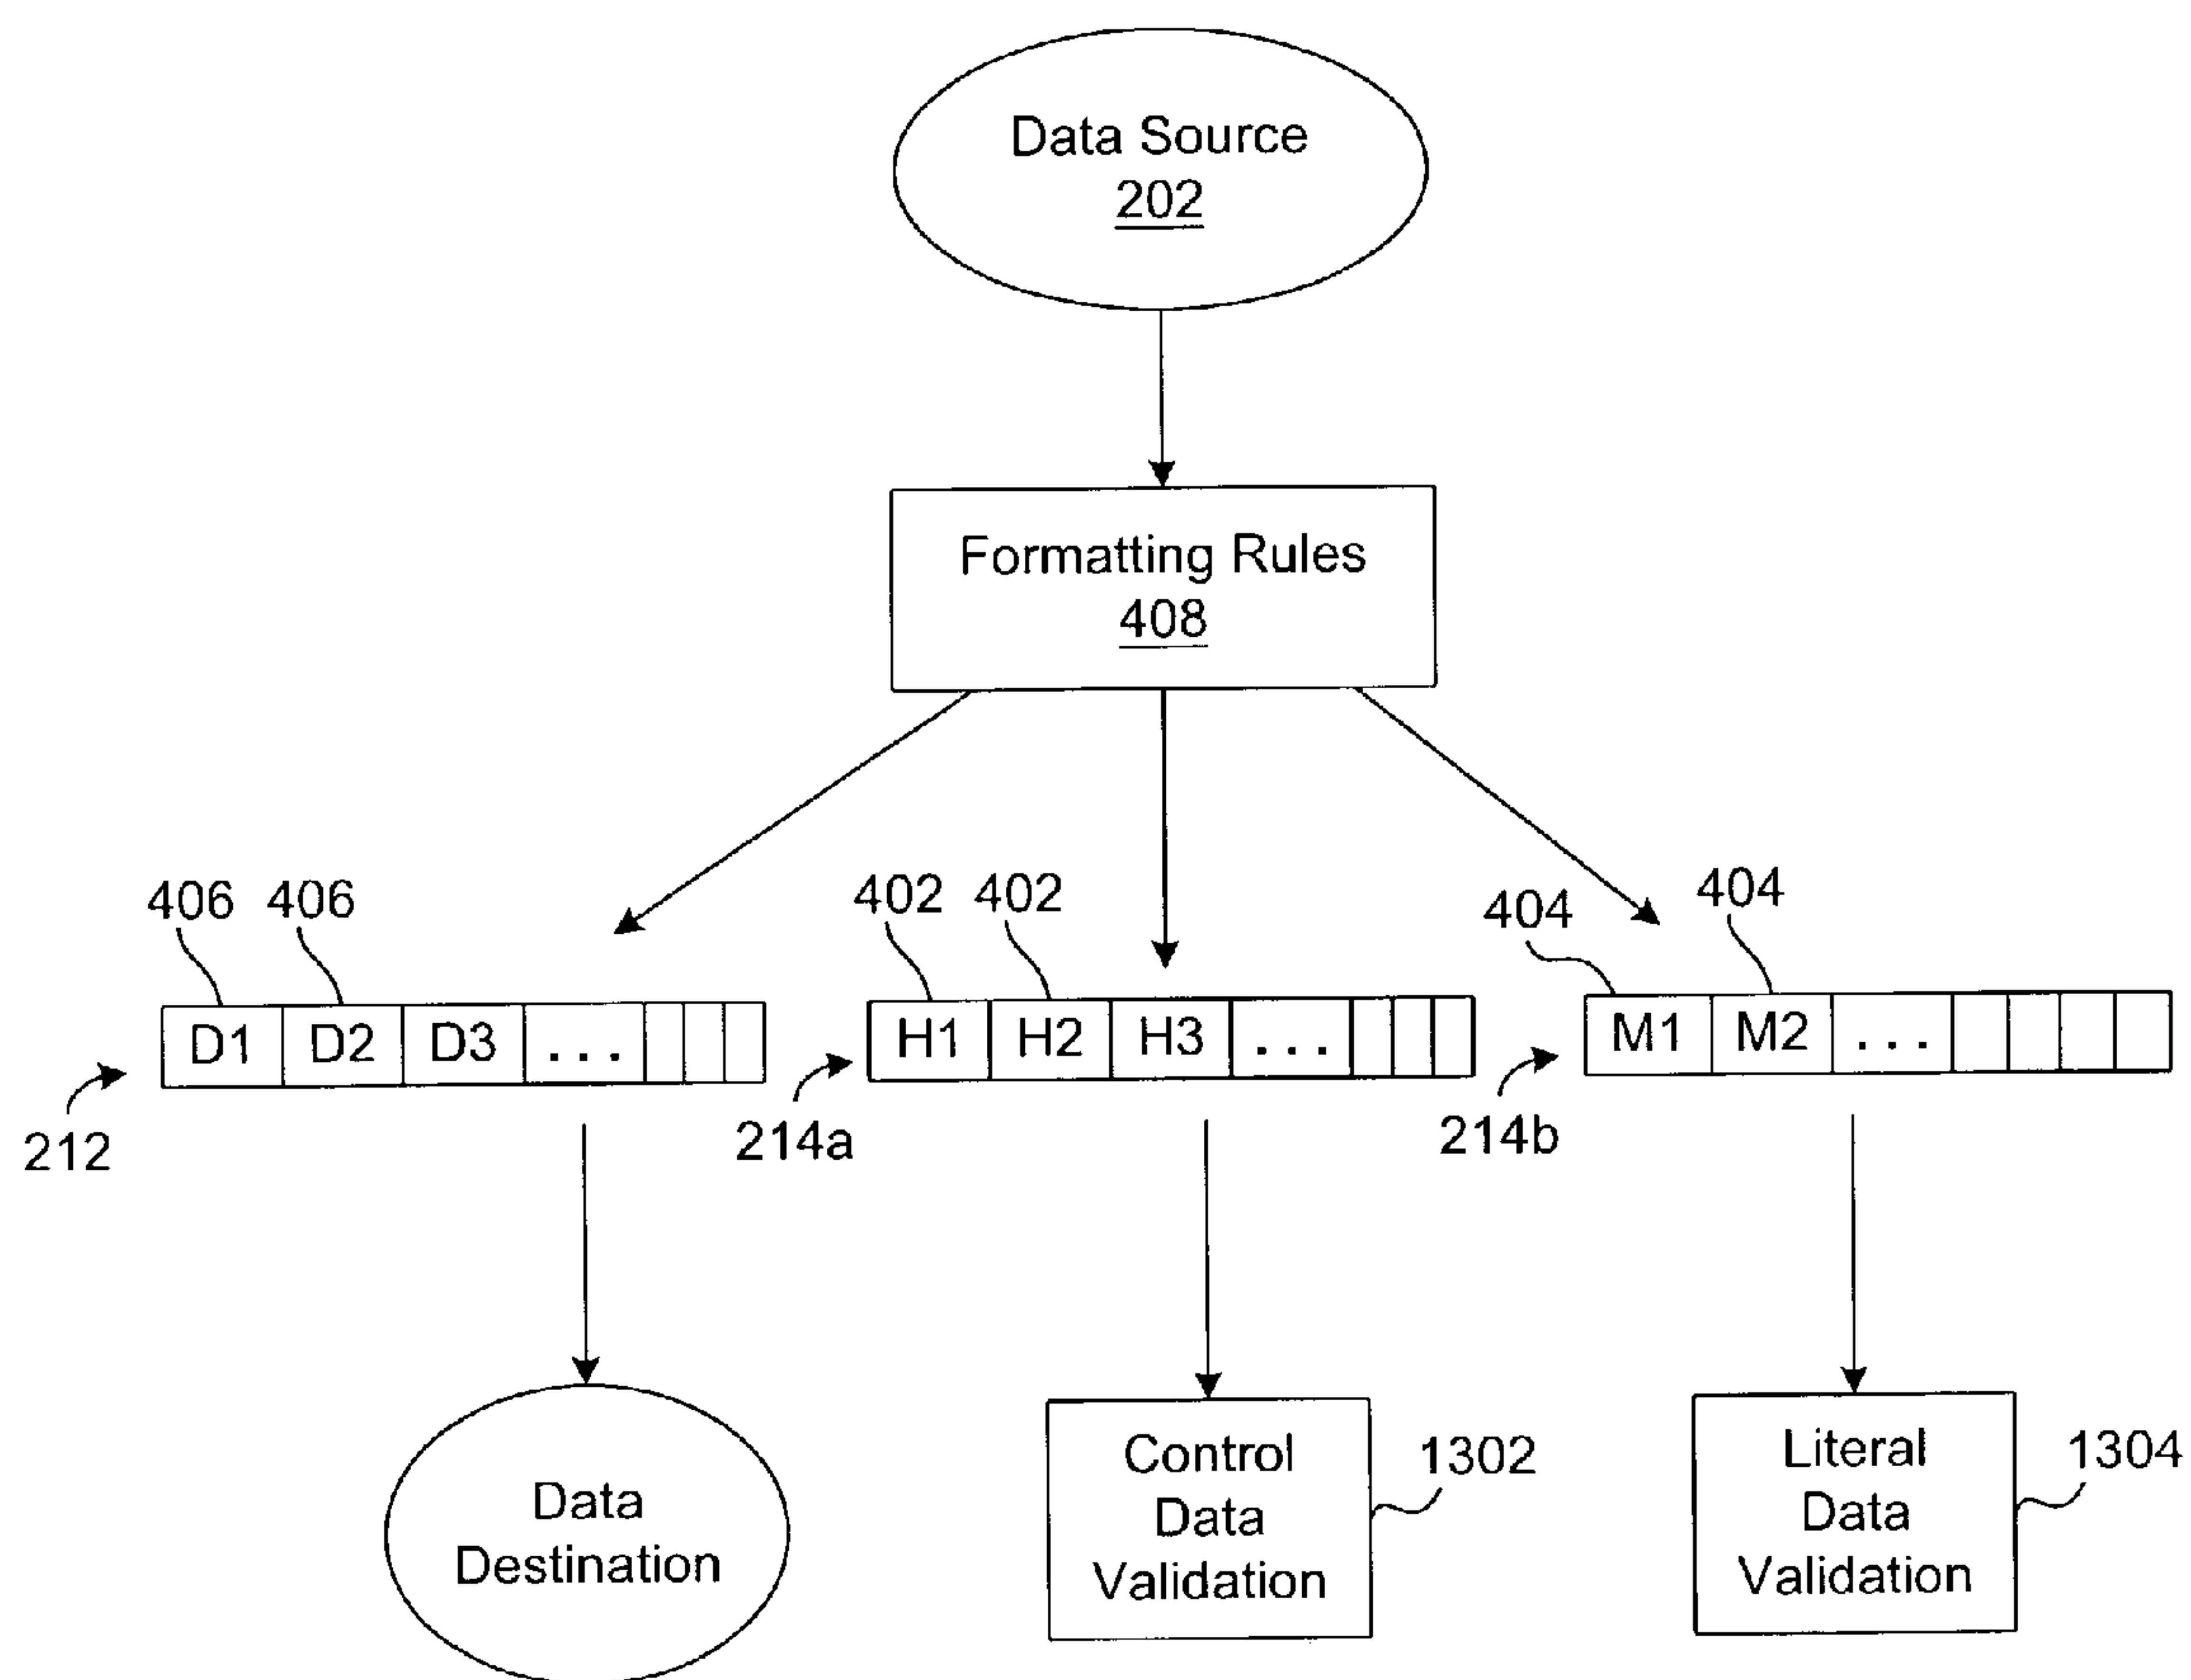 Data Source
202
Formatting Rules
408
406 406
402 402
404
404
D1 D2 D3 ...
H1 H2 H3 ...
M1 M2 ...
212
214a
214b
Data
Destination
Control
Data
Validation
1302
Literal
Data
Validation
1304